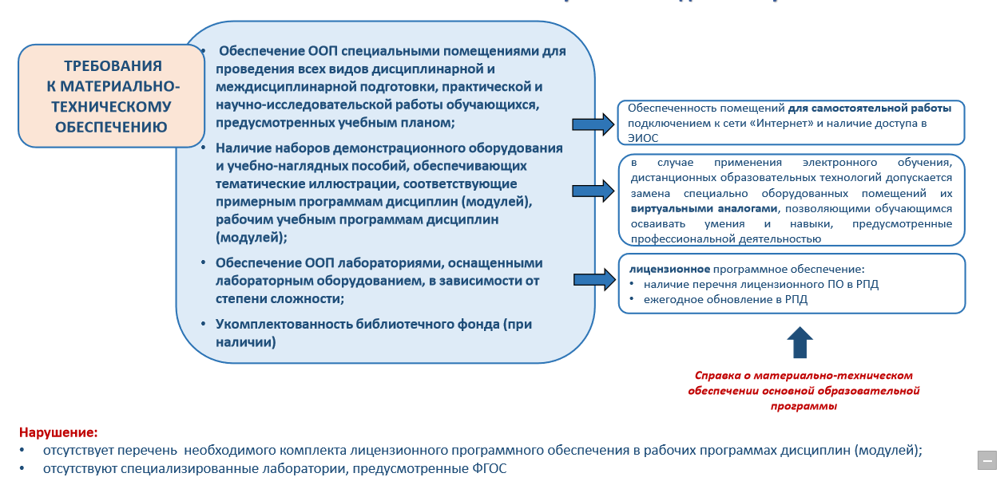 ТРЕБОВАНИЯ
К МАТЕРИАЛЬНО-
ТЕХНИЧЕСКОМУ
ОБЕСПЕЧЕНИЮ
• Обеспечение ООП специальными помещениями для
проведения всех видов дисциплинарной и
междисциплинарной подготовки, практической и
научно-исследовательской работы обучающихся,
предусмотренных учебным планом;
• Наличие наборов демонстрационного оборудования
и учебно-наглядных пособий, обеспечивающих
тематические иллюстрации, соответствующие
примерным программам дисциплин (модулей),
рабочим учебным программам дисциплин
(модулей);
• Обеспечение ООП лабораториями, оснащенными
лабораторным оборудованием, в зависимости от
степени сложности;
• Укомплектованность библиотечного фонда (при
наличии)
Обеспеченность помещений для самостоятельной работы
подключением к сети «Интернет» и наличие доступа в
ЭИОС
в случае применения электронного обучения,
дистанционных образовательных технологий допускается
замена специально оборудованных помещений их
виртуальными аналогами, позволяющими обучающимся
осваивать умения и навыки, предусмотренные
профессиональной деятельностью
лицензионное программное обеспечение:
• наличие перечня лицензионного ПО в РПД
• ежегодное обновление в РПД
Справка о материально-техническом
обеспечении основной образовательной
программы
Нарушение:
• отсутствует перечень необходимого комплекта лицензионного программного обеспечения в рабочих программах дисциплин (модулей);
• отсутствуют специализированные лаборатории, предусмотренные ФГОС